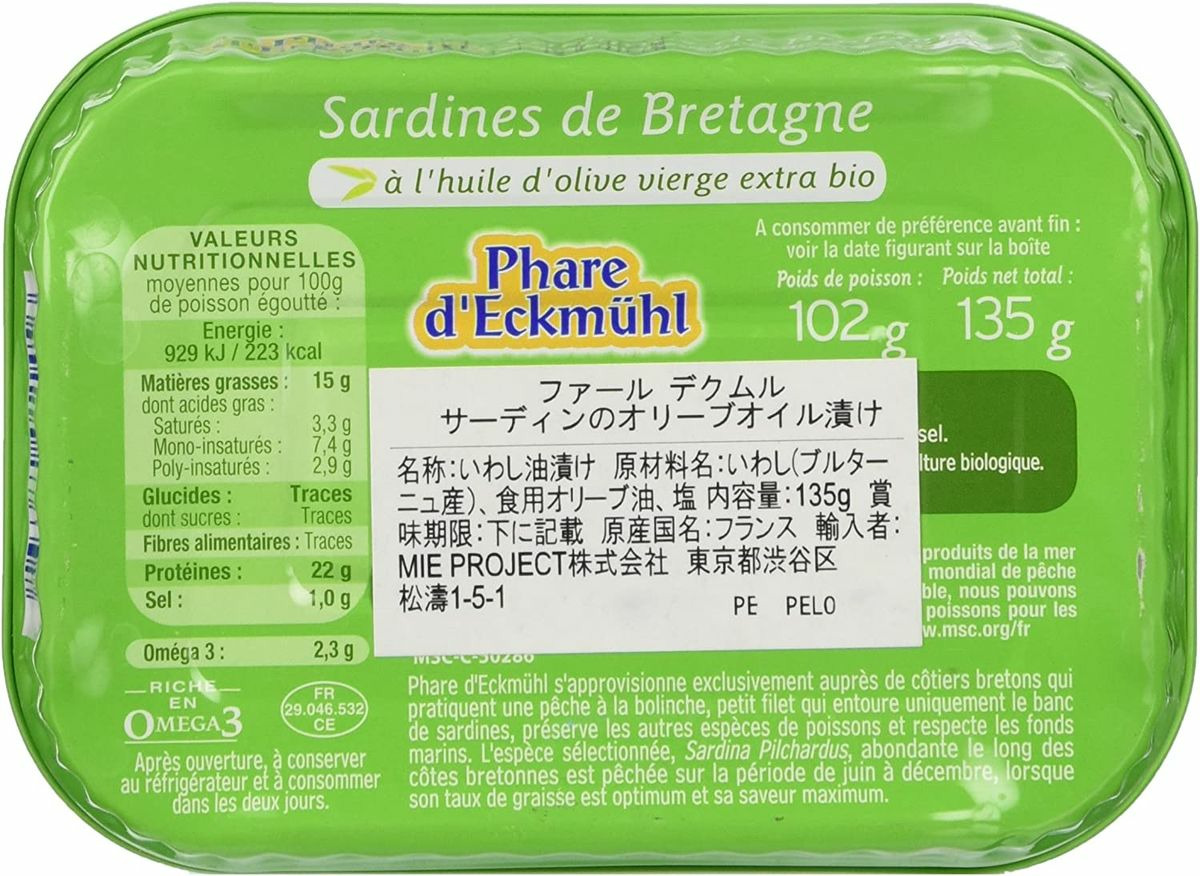 Sardines de Bretagne
à l'huile d'olive vierge extra bio
VALEURS
NUTRITIONNELLES
moyennes pour 100g
de poisson égoutté :
Energie :
929 kJ / 223 kcal
Matières grasses : 15 g
dont acides gras :
Saturés : 3,3 g
Mono-insaturés : 7,4 g
Poly-insaturés : 2,9 g
Glucides : Traces
dont sucres : Traces
Fibres alimentaires : Traces
Protéines : 22 g
Sel : 1,0 g
Oméga 3 : 2,3 g
RICHE
EN
OMEGA3
FR
29.046.532
CE
Après ouverture, à conserver
au réfrigérateur et à consommer
dans les deux jours.
Phare
d'Eckmühl
A consommer de préférence avant fin :
voir la date figurant sur la boîte
Poids de poisson : Poids net total :
102 g 135 g
ファール デクムル
サーディンのオリーブオイル漬け
名称:いわし油漬け 原材料名:いわし(ブルター
ニュ産)、食用オリーブ油、塩 内容量:135g 賞
味期限:下に記載 原産国名:フランス 輸入者:
MIE PROJECT株式会社 東京都渋谷区
松濤1-5-1
PE PELO
sel.
lture biologique.
produits de la mer
mondial de pêche
ble, nous pouvons
poissons pour les
w.msc.org/fr
MSC-C-50286
Phare d'Eckmühl s'approvisionne exclusivement auprès de côtiers bretons qui
pratiquent une pêche à la bolinche, petit filet qui entoure uniquement le banc
de sardines, préserve les autres espèces de poissons et respecte les fonds
marins. L'espèce sélectionnée, Sardina Pilchardus, abondante le long des
côtes bretonnes est pêchée sur la période de juin à décembre, lorsque
son taux de graisse est optimum et sa saveur maximum.